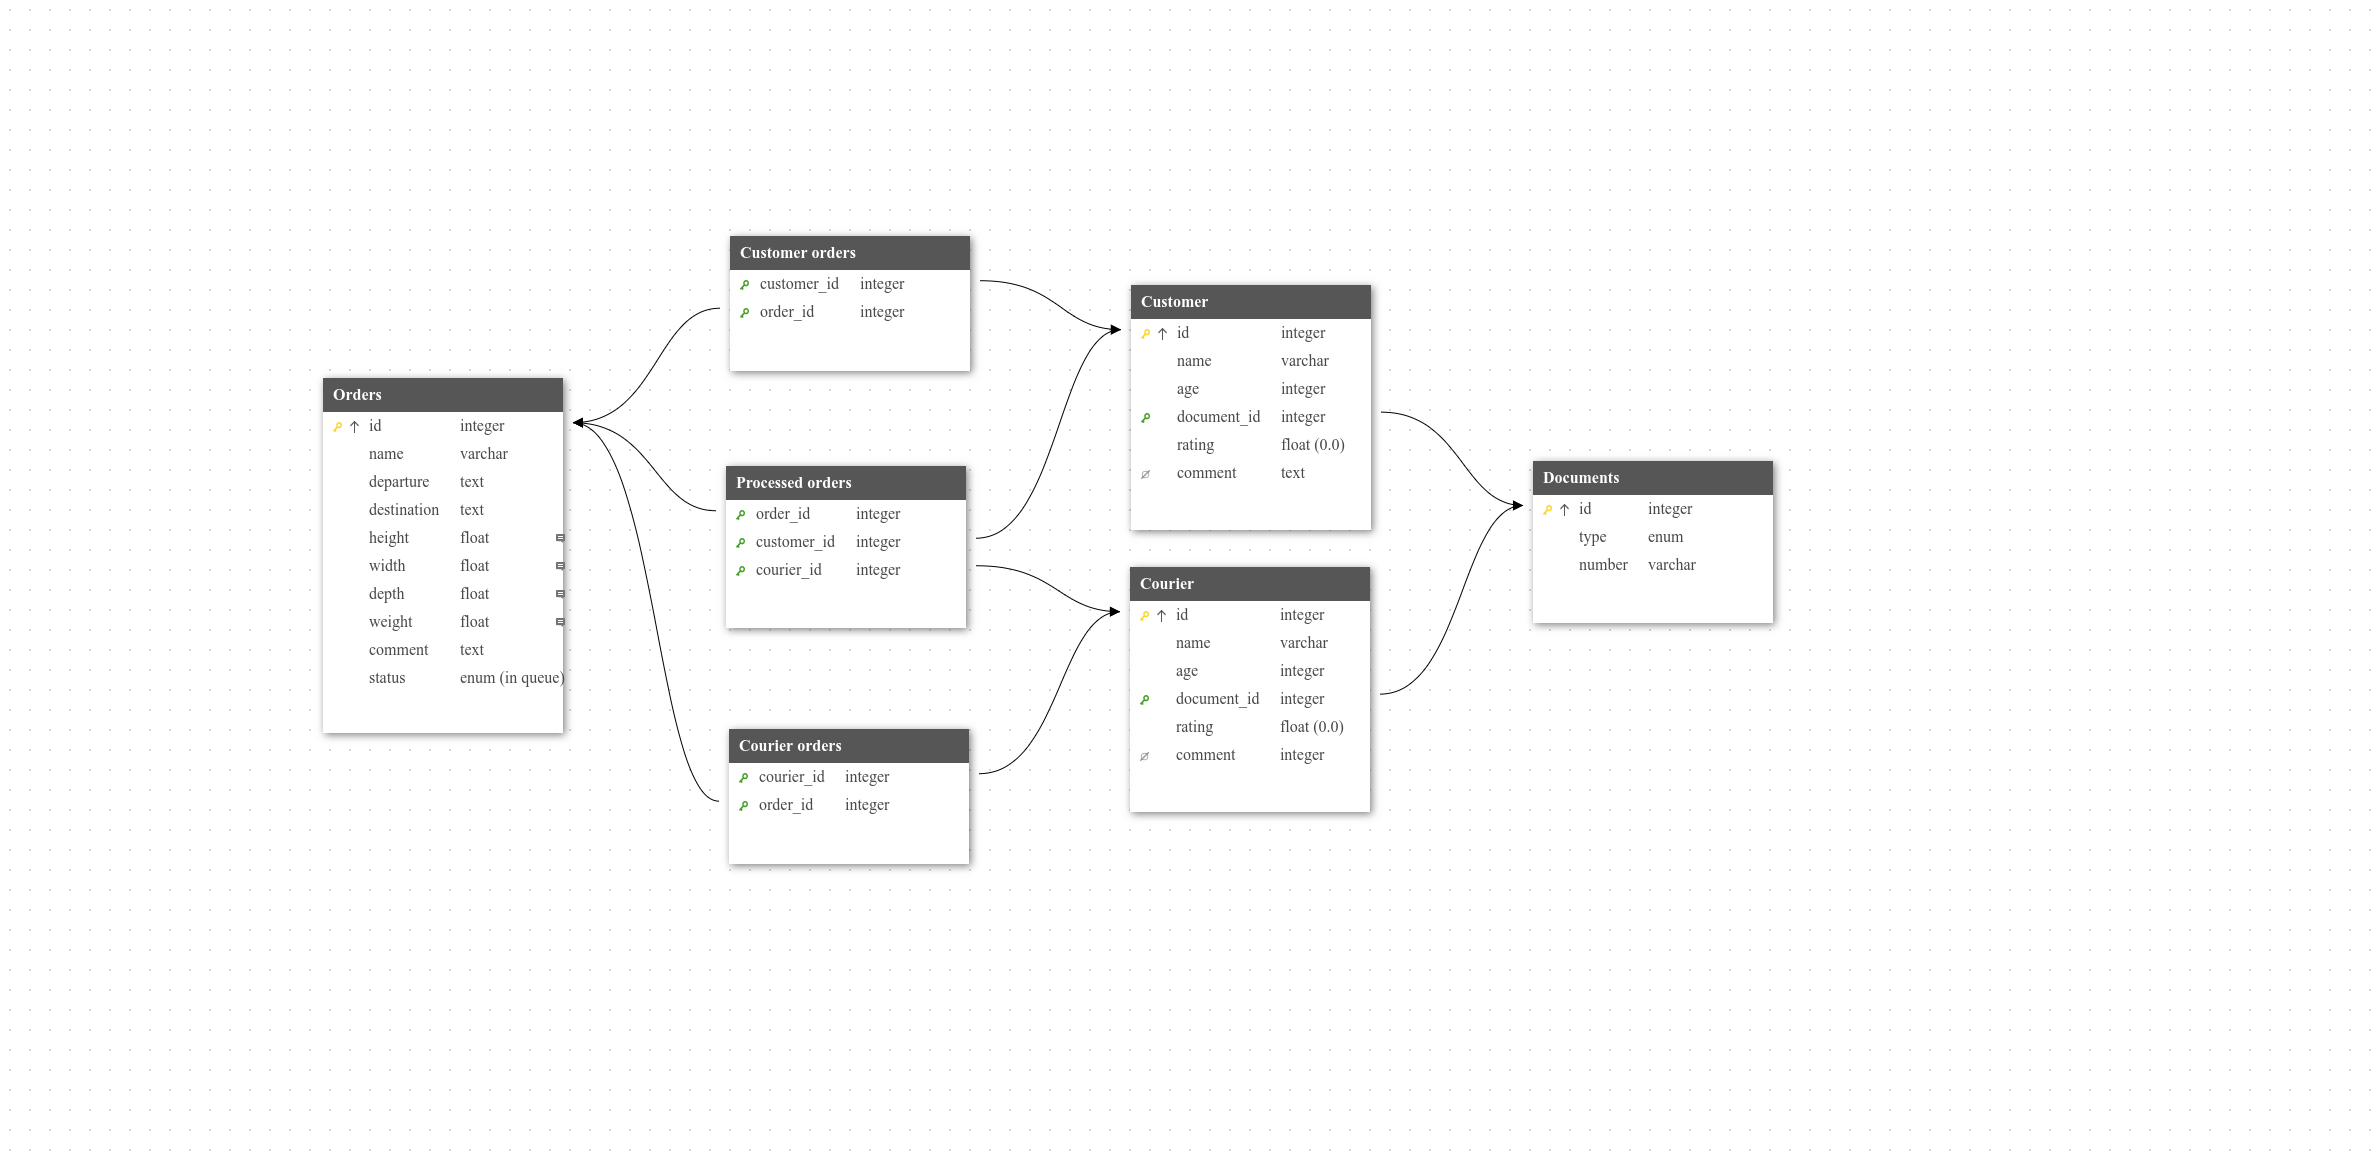 Orders
id integer
name varchar
departure text
destination text
height float
width float
depth float
weight float
comment text
status enum (in queue)
Customer orders
customer_id integer
order_id integer
Processed orders
order_id integer
customer_id integer
courier_id integer
Courier orders
courier_id integer
order_id integer
Customer
id integer
name varchar
age integer
document_id integer
rating float (0.0)
comment text
Courier
id integer
name varchar
age integer
document_id integer
rating float (0.0)
comment integer
Documents
id integer
type enum
number varchar